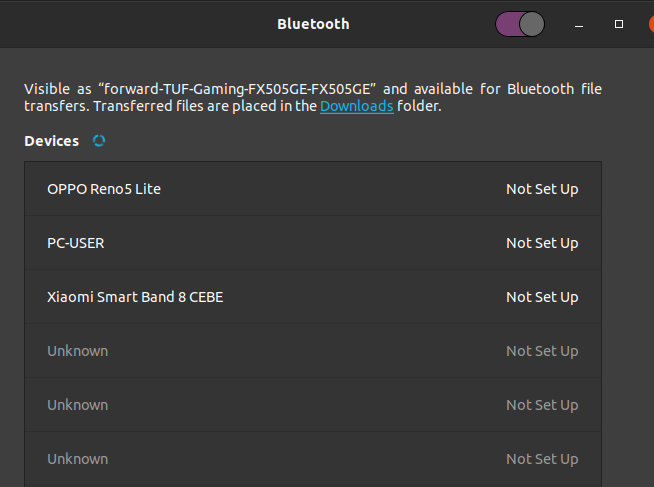 Bluetooth
Visible as “forward-TUF-Gaming-FX505GE-FX505GE” and available for Bluetooth file
transfers. Transferred files are placed in the Downloads folder.
Devices
OPPO Reno5 Lite Not Set Up
PC-USER Not Set Up
Xiaomi Smart Band 8 CEBE Not Set Up
Unknown Not Set Up
Unknown Not Set Up
Unknown Not Set Up